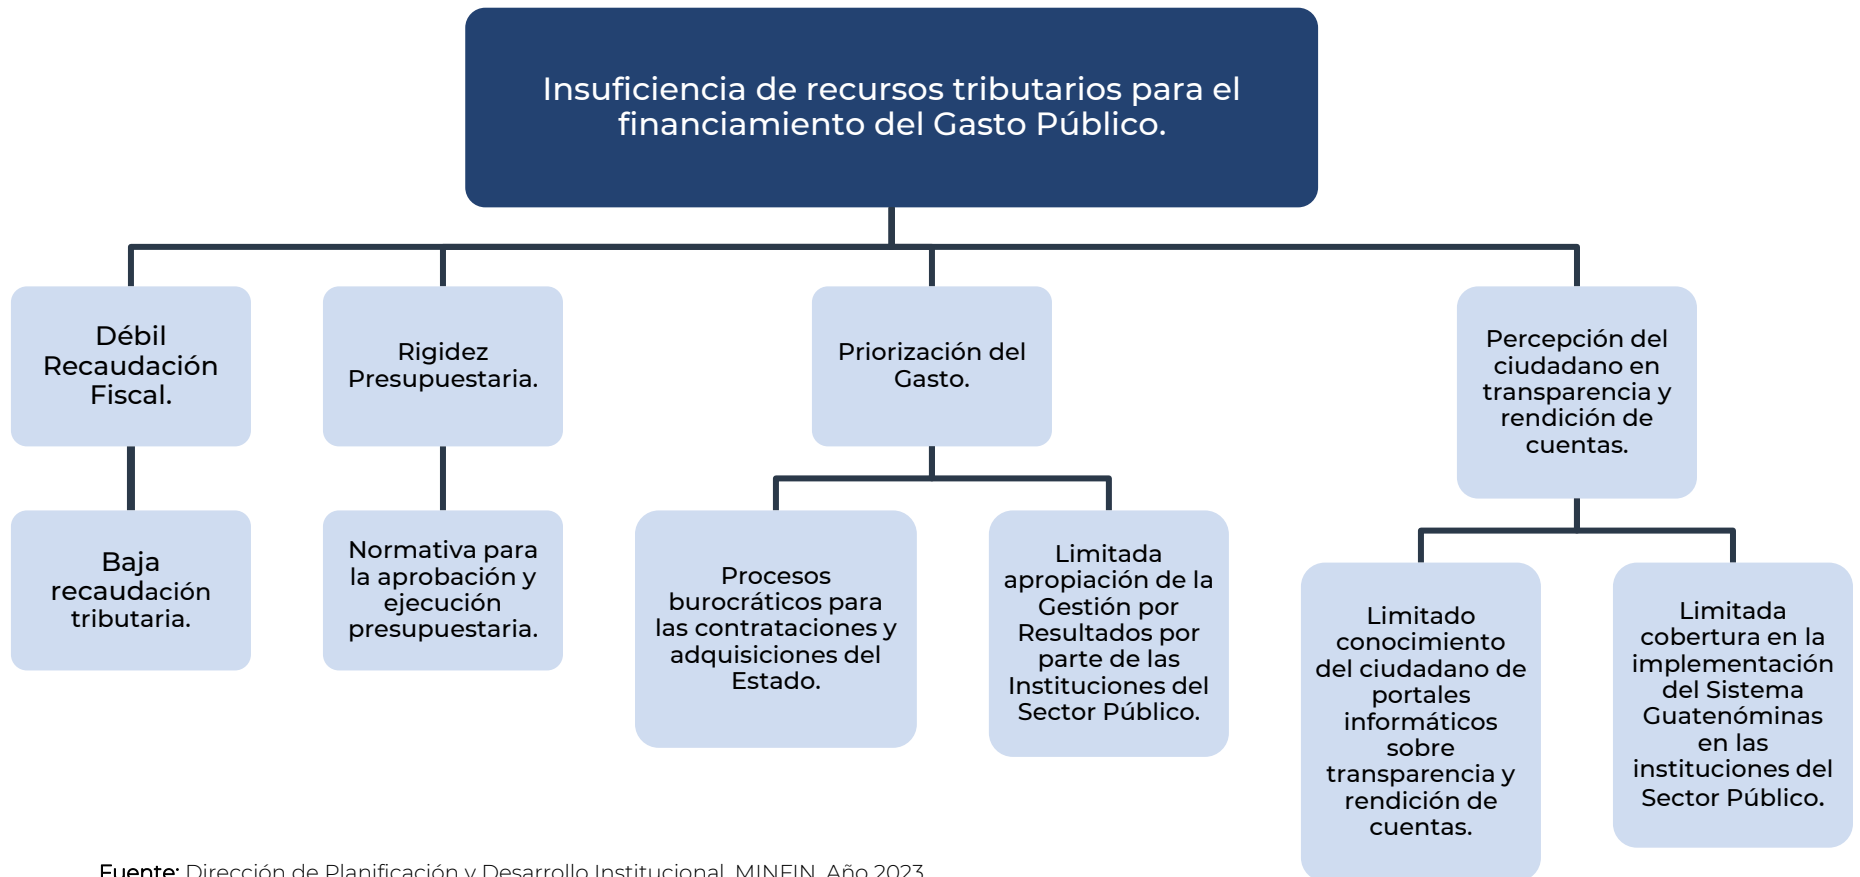 Insuficiencia de recursos tributarios para el
financiamiento del Gasto Público.
Débil
Recaudación
Fiscal.
Rigidez
Presupuestaria.
Priorización del
Gasto.
Percepción del
ciudadano en
transparencia y
rendición de
cuentas.
Baja
recaudación
tributaria.
Normativa para
la aprobación y
ejecución
presupuestaria.
Procesos
burocráticos para
las contrataciones y
adquisiciones del
Estado.
Limitada
apropiación de la
Gestión por
Resultados por
parte de las
Instituciones del
Sector Público.
Limitado
conocimiento
del ciudadano de
portales
informáticos
sobre
transparencia y
rendición de
cuentas.
Limitada
cobertura en la
implementación
del Sistema
Guatenóminas
en las
instituciones del
Sector Público.
Fuente: Dirección de Planificación y Desarrollo Institucional, MINFIN. Año 2023